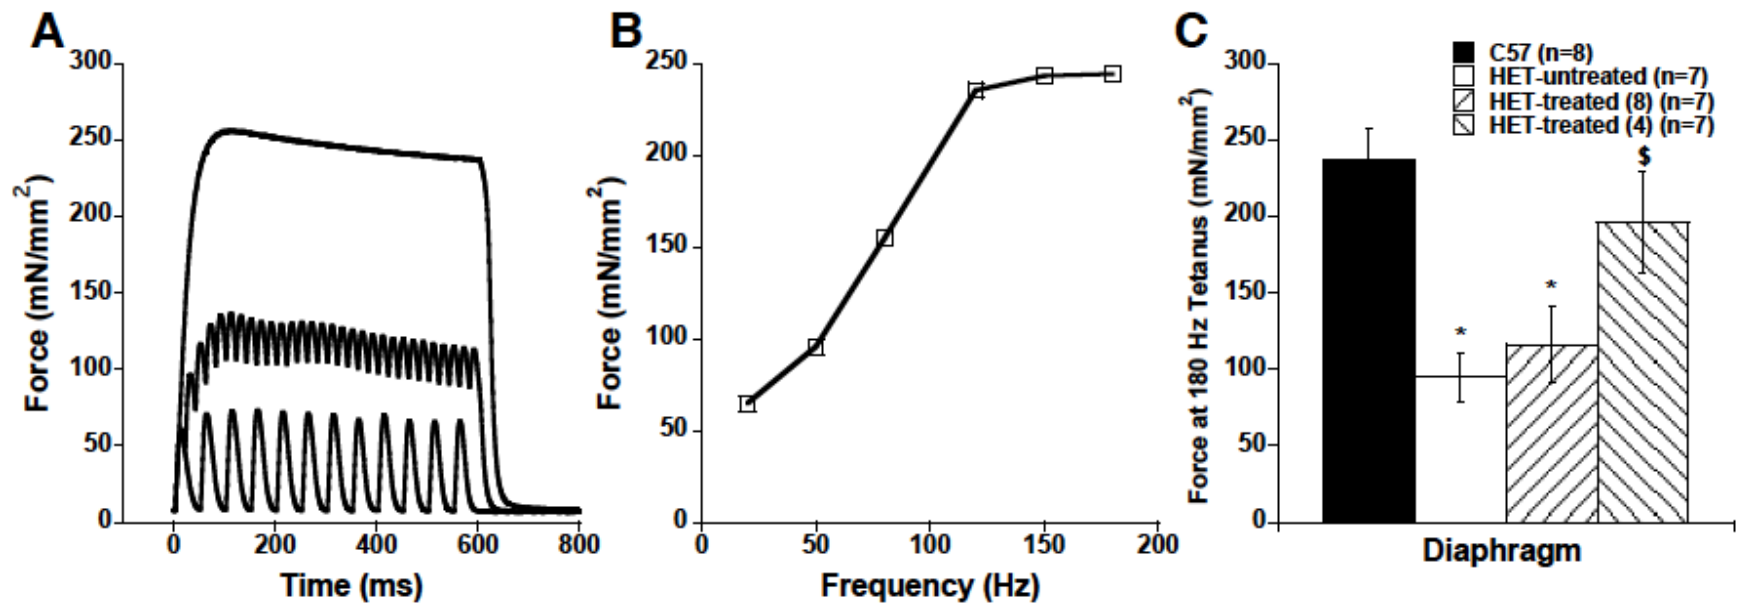 A
300
250
200
150
100
50
0
Force (mN/mm²)
0 200 400 600 800
Time (ms)
B
250
200
150
100
50
0
Force (mN/mm²)
0 50 100 150 200
Frequency (Hz)
C
C57 (n=8)
HET-untreated (n=7)
HET-treated (8) (n=7)
HET-treated (4) (n=7)
300
250
200
150
100
50
0
Force at 180 Hz Tetanus (mN/mm²)
* * $
Diaphragm